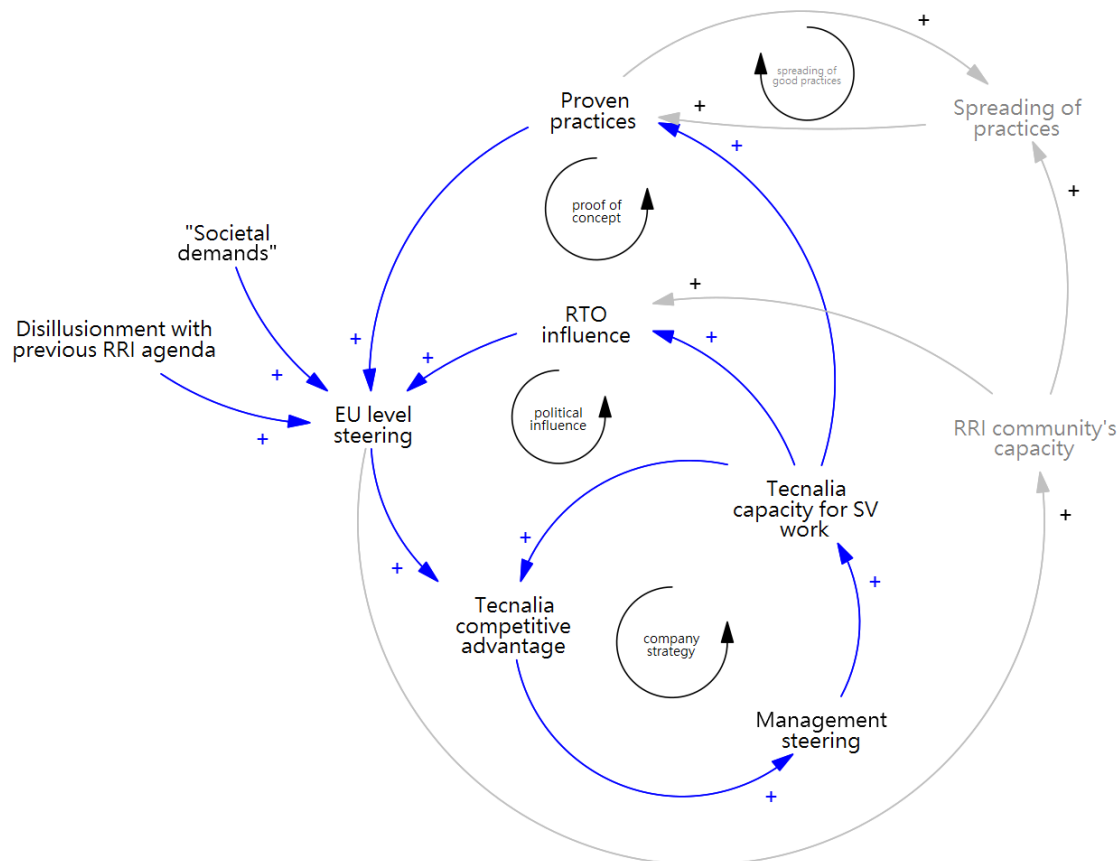 +
spreading of
good practices
Proven
practices
+
Spreading of
practices
+
+
proof of
concept
"Societal
demands"
+
RTO
influence
Disillusionment with
previous RRI agenda
+
+
+
+
political
influence
EU level
steering
+
RRI community's
capacity
Tecnalia
capacity for SV
work
+
+
+
+
Tecnalia
competitive
advantage
company
strategy
Management
steering
+